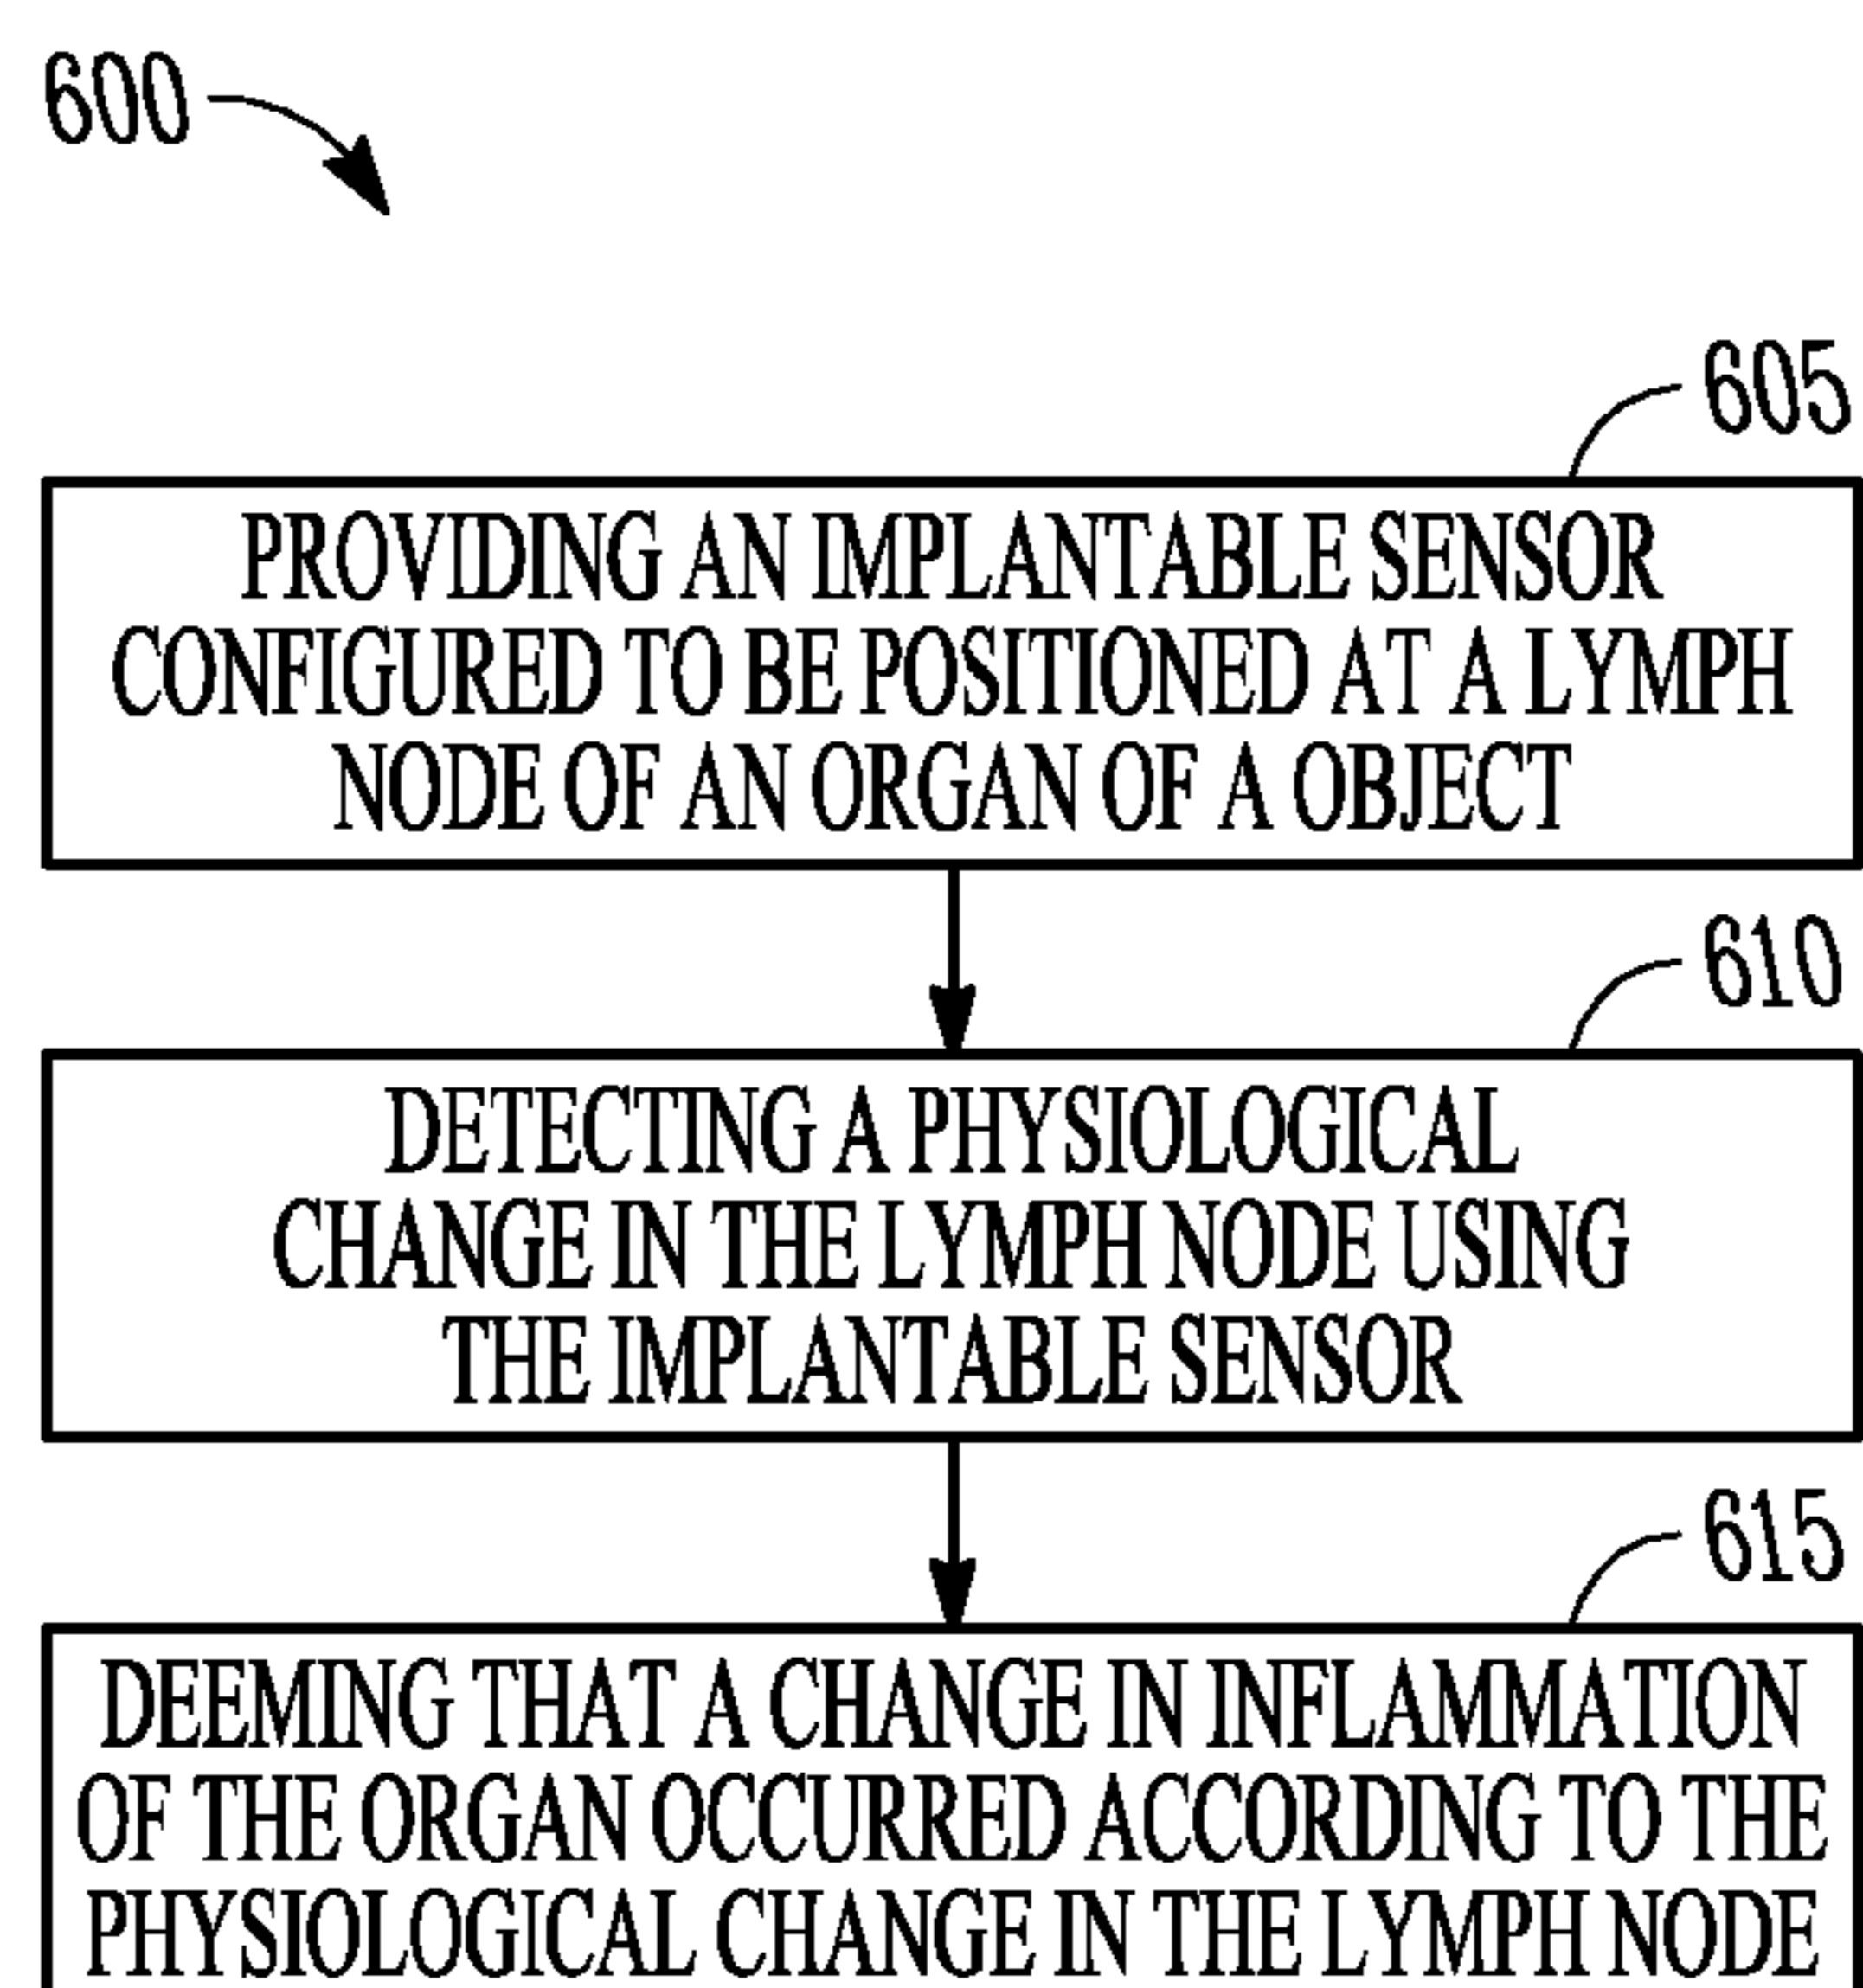 600
605
PROVIDING AN IMPLANTABLE SENSOR
CONFIGURED TO BE POSITIONED AT A LYMPH
NODE OF AN ORGAN OF A OBJECT
610
DETECTING A PHYSIOLOGICAL
CHANGE IN THE LYMPH NODE USING
THE IMPLANTABLE SENSOR
615
DEEMING THAT A CHANGE IN INFLAMMATION
OF THE ORGAN OCCURRED ACCORDING TO THE
PHYSIOLOGICAL CHANGE IN THE LYMPH NODE